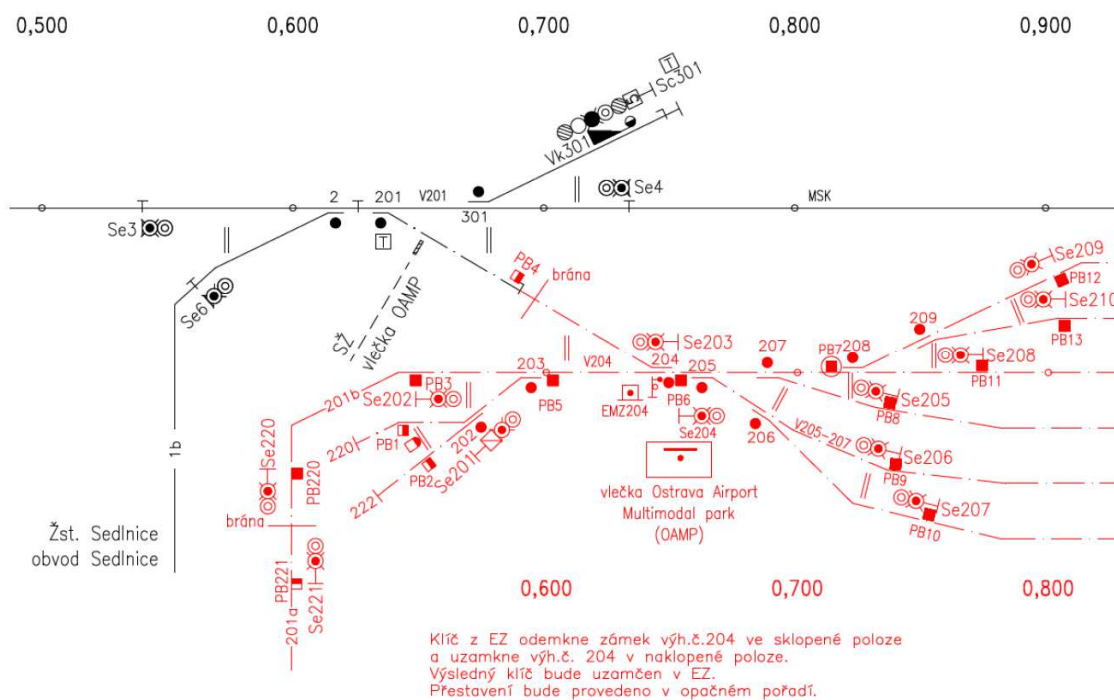 0,500 0,600 0,700 0,800 0,900
T
Sc301
5
Vk301
Se4
2 201 V201 MSK
301
Se3
T
Se6
SŽ
vlečka OAMP
PB4
brána
Se209
PB12
Se210
PB13
209
Se203
207 PB7 208
Se208
PB11
203 V204 204 205
201b PB3
Se202
PB5
EMZ204
PB6
Se204
Se205
PB8
206
V205-207
220 PB1
202
Se201
PB2
222
Se206
PB9
Se207
PB10
Se220
PB220
brána
1b
vlečka Ostrava Airport
Multimodal park
(OAMP)
Žst. Sedlnice
obvod Sedlnice
PB221
Se221
201a
0,600 0,700 0,800
Klíč z EZ odemkne zámek výh.č.204 ve sklopené poloze
a uzamkne výh.č. 204 v naklopené poloze.
Výsledný klíč bude uzamčen v EZ.
Přestavení bude provedeno v opačném pořadí.